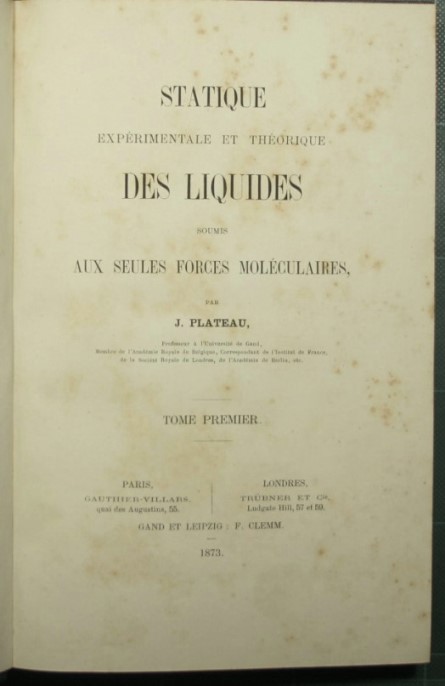 STATIQUE
EXPÉRIMENTALE ET THÉORIQUE
DES LIQUIDES
SOUMIS
AUX SEULES FORCES MOLÉCULAIRES,
PAR
J. PLATEAU,
Professeur à l'Université de Gand,
Membre de l'Académie Royale de Belgique, Correspondant de l'Institut de France,
de la Société Royale de Londres, de l'Académie de Berlin, etc.
TOME PREMIER.
PARIS,
GAUTHIER-VILLARS,
quai des Augustins, 55.
LONDRES,
TRÜBNER ET Cie,
Ludgate Hill, 57 et 59.
GAND ET LEIPZIG : F. CLEMM.
1873.